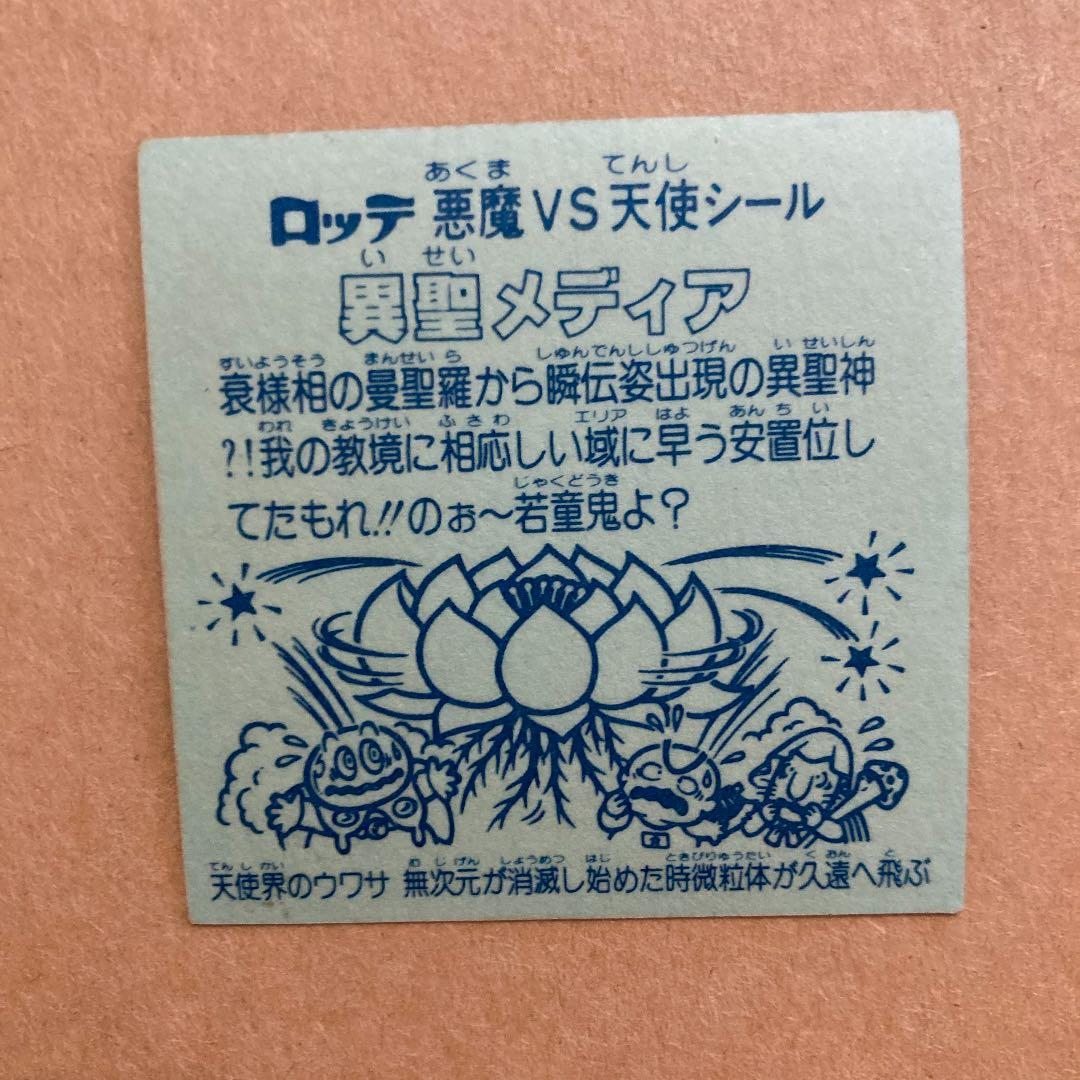 あくま てんし
ロッテ 悪魔VS天使シール
い せい
異聖メディア
すいようそう まんせいら しゅんでんししゅつげん いせいしん
衰様相の曼聖羅から瞬伝姿出現の異聖神
われ きょうけい ふさわ エリア はよ あんちい
?!我の教境に相応しい域に早う安置位し
じゃくどうき
てたもれ!!のぉ〜若童鬼よ?
てんしかい むじげん しょうめつ はじ ときびりゅうたい くおん と
天使界のウワサ 無次元が消滅し始めた時微粒体が久遠へ飛ぶ